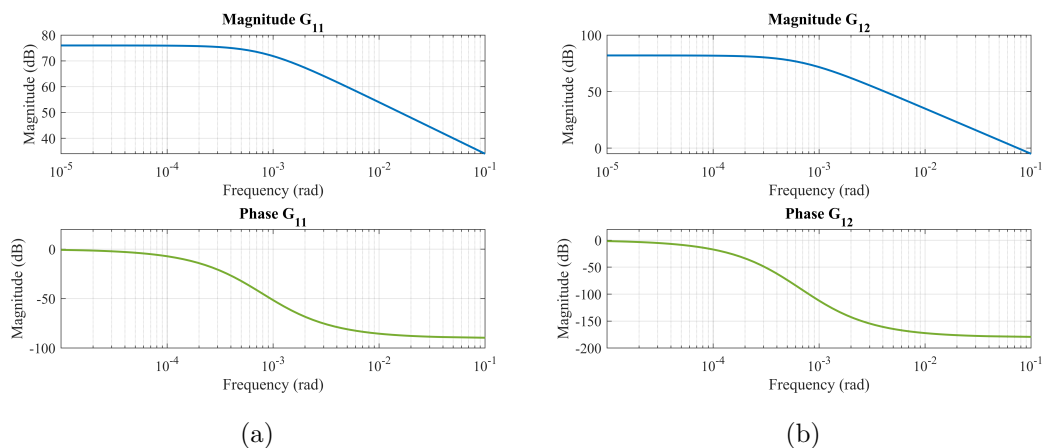 Magnitude G11
Magnitude (dB)
80
70
60
50
40
10-5
10-4
10-3
10-2
10-1
Frequency (rad)
Phase G11
Magnitude (dB)
0
-50
-100
10-4
10-3
10-2
10-1
Frequency (rad)
(a)
Magnitude G12
Magnitude (dB)
100
50
0
10-5
10-4
10-3
10-2
10-1
Frequency (rad)
Phase G12
Magnitude (dB)
0
-50
-100
-150
-200
10-4
10-3
10-2
10-1
Frequency (rad)
(b)